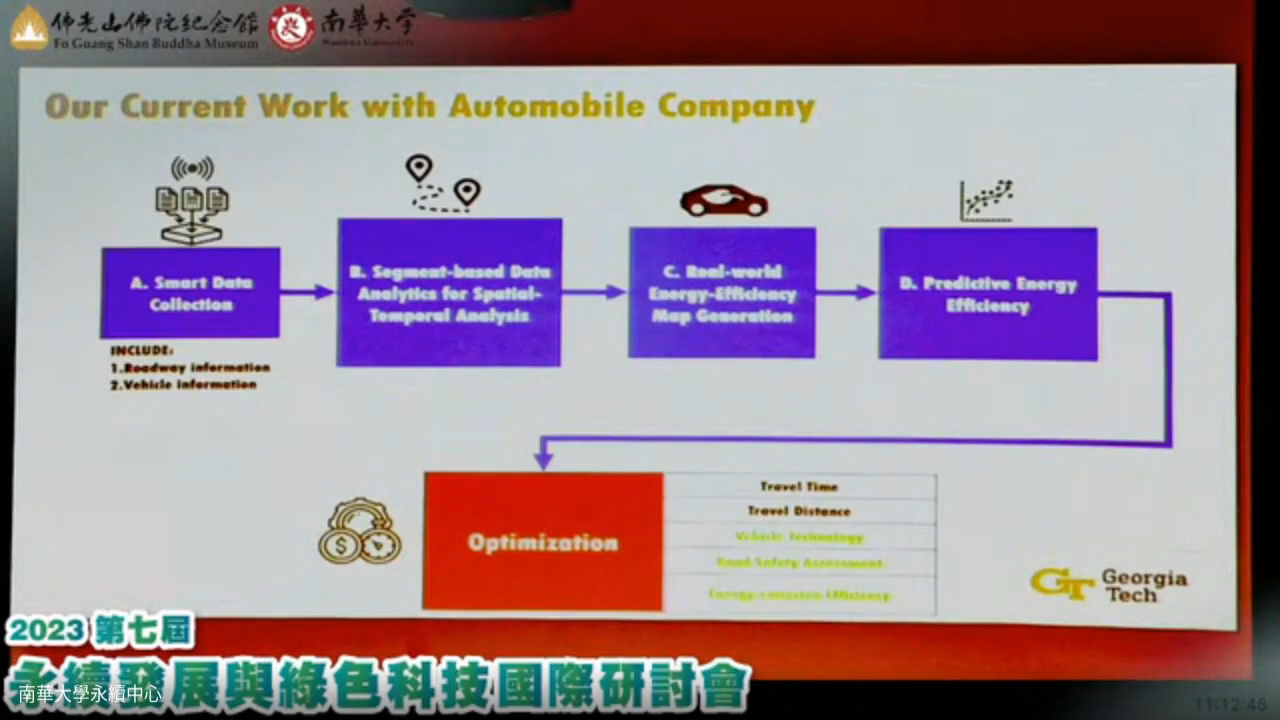 佛光山佛陀紀念館
Fo Guang Shan Buddha Museum
南華大學
Nanhua University
Our Current Work with Automobile Company
A. Smart Data
Collection
INCLUDE:
1.Roadway information
2.Vehicle information
B. Segment-based Data
Analytics for Spatial-
Temporal Analysis
C. Real-world
Energy-Efficiency
Map Generation
D. Predictive Energy
Efficiency
Optimization
Travel Time
Travel Distance
Vehicle Technology
Road Safety Assessment
Energy-emission Efficiency
GT Georgia
Tech
2023 第七屆
永續發展與綠色科技國際研討會
南華大學永續中心
11:12:46